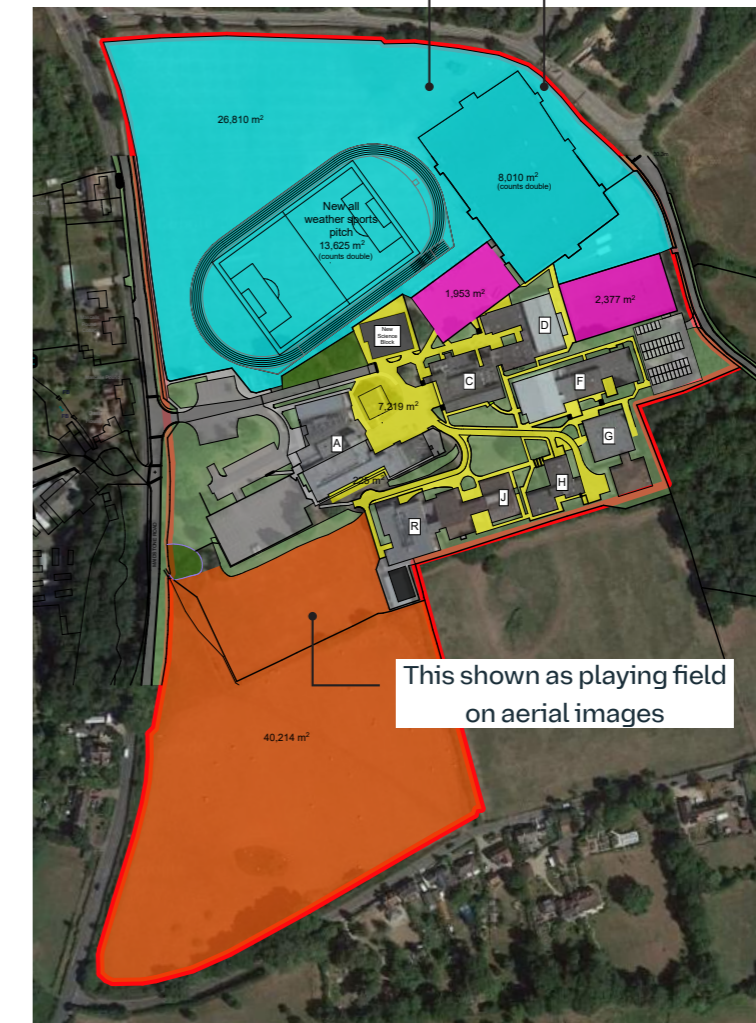 26,810 m²
8,010 m²
(counts double)
New all
weather sports
pitch
13,625 m²
(counts double)
1,953 m²
2,377 m²
New
Science
Block
D
C
F
7,219 m²
A
G
H
J
R
This shown as playing field
on aerial images
40,214 m²